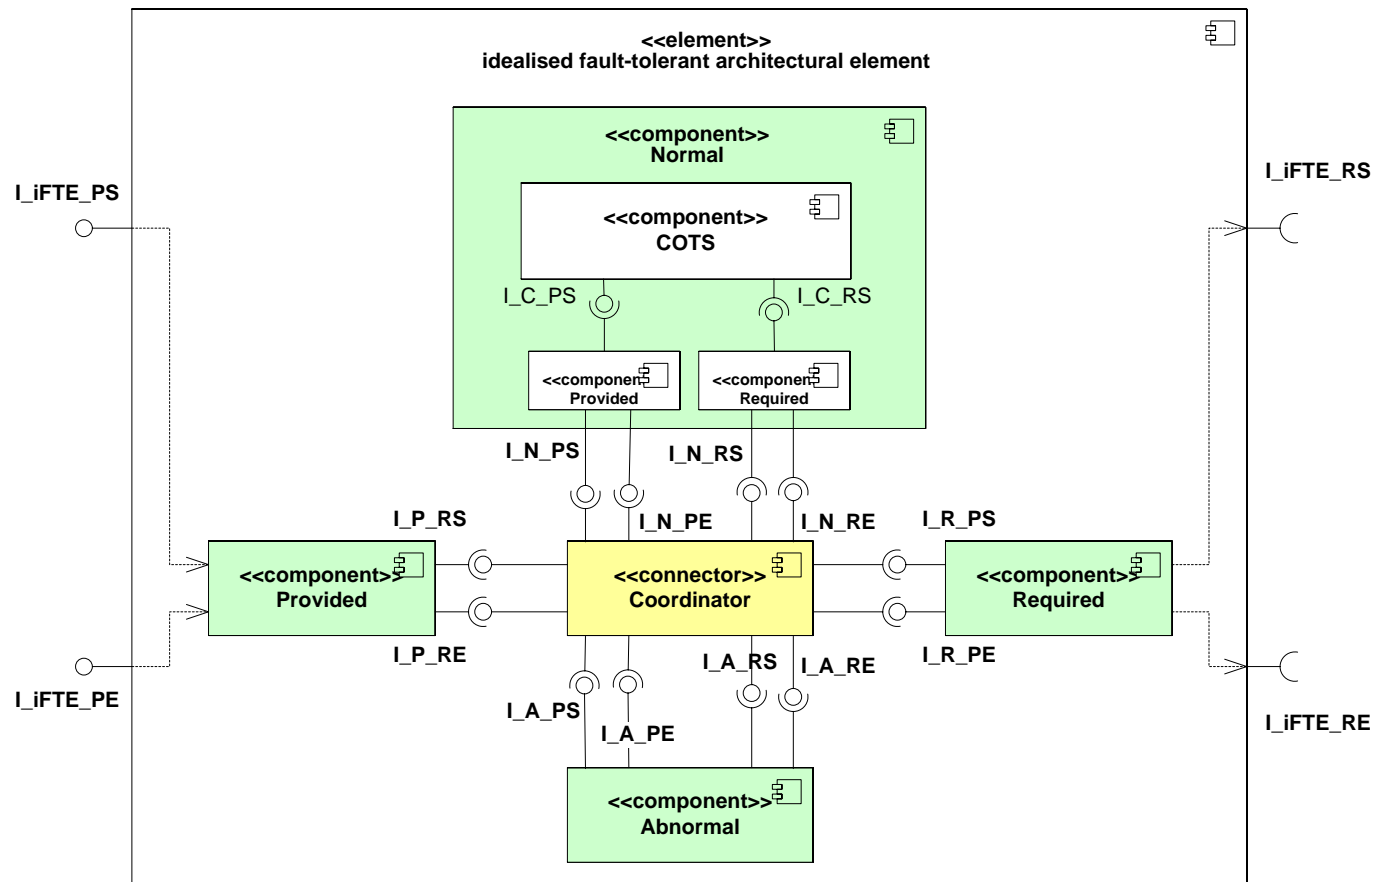 <<element>>
idealised fault-tolerant architectural element
<<component>>
Normal
I_iFTE_PS
I_iFTE_RS
<<component>>
COTS
I_C_PS
I_C_RS
<<componen
Provided
<<componen
Required
I_N_PS
I_N_RS
I_P_RS
I_N_PE
I_N_RE
I_R_PS
<<component>>
Provided
<<connector>>
Coordinator
<<component>>
Required
I_P_RE
I_A_RS
I_A_RE
I_R_PE
I_iFTE_PE
I_A_PS
I_A_PE
I_iFTE_RE
<<component>>
Abnormal